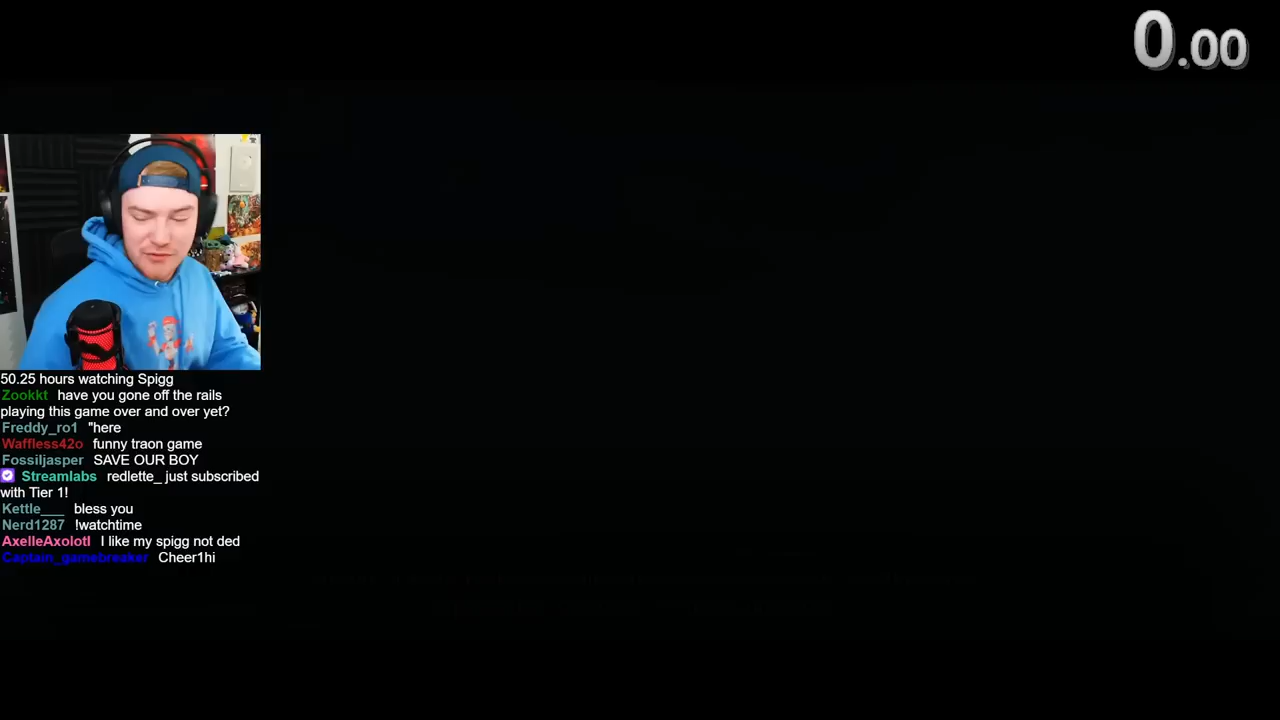 0.00
50.25 hours watching Spigg
Zookkt have you gone off the rails
playing this game over and over yet?
Freddy_ro1 "here
Waffless42o funny traon game
Fossiljasper SAVE OUR BOY
Streamlabs redlette_ just subscribed
with Tier 1!
Kettle___ bless you
Nerd1287 !watchtime
AxelleAxolotl I like my spigg not ded
Captain_gamebreaker Cheer1hi